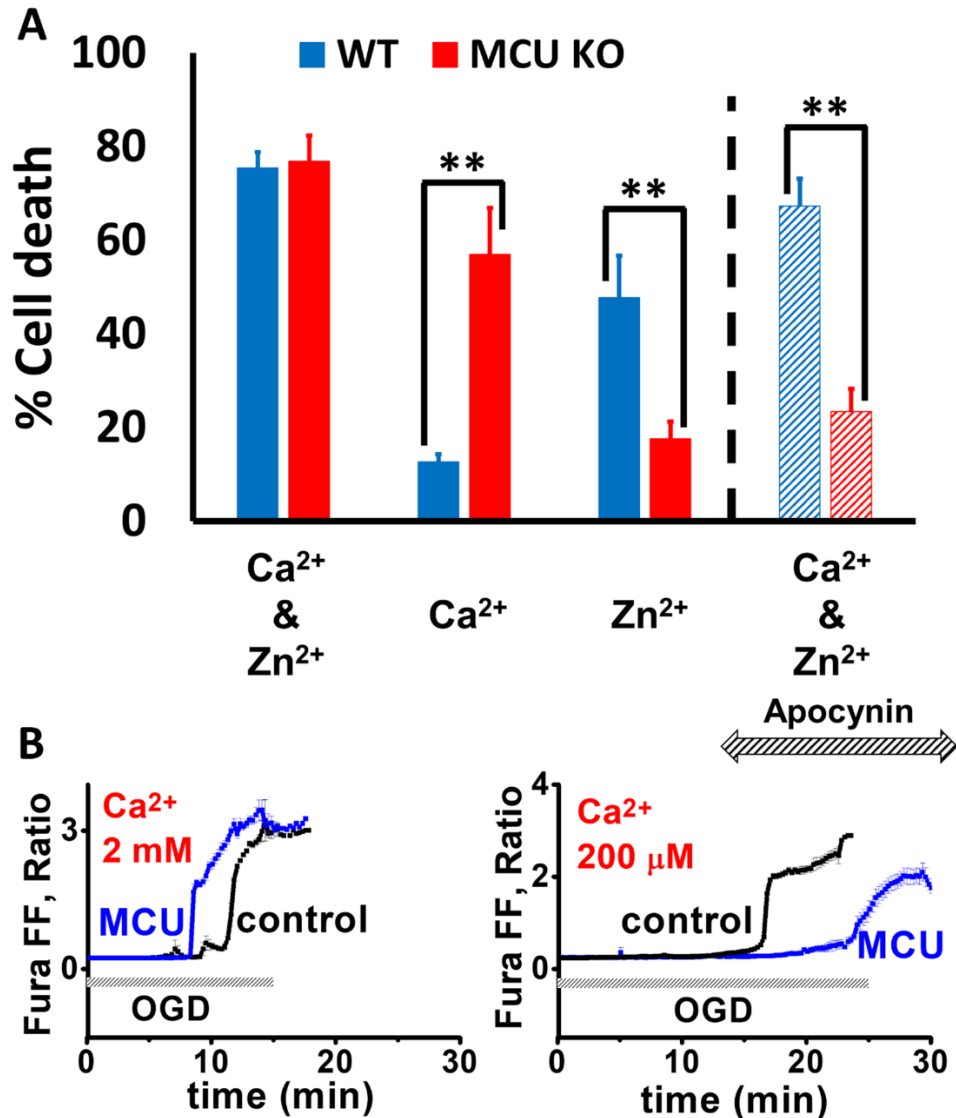 A
% Cell death
100
80
60
40
20
0
WT MCU KO
**
**
**
Ca²⁺
&
Zn²⁺
Ca²⁺
Zn²⁺
Ca²⁺
&
Zn²⁺
Apocynin
B
Fura FF, Ratio
3
0
Ca²⁺
2 mM
MCU
control
OGD
0 10 20 30
time (min)
Fura FF, Ratio
4
2
0
Ca²⁺
200 μM
control
MCU
OGD
0 10 20 30
time (min)